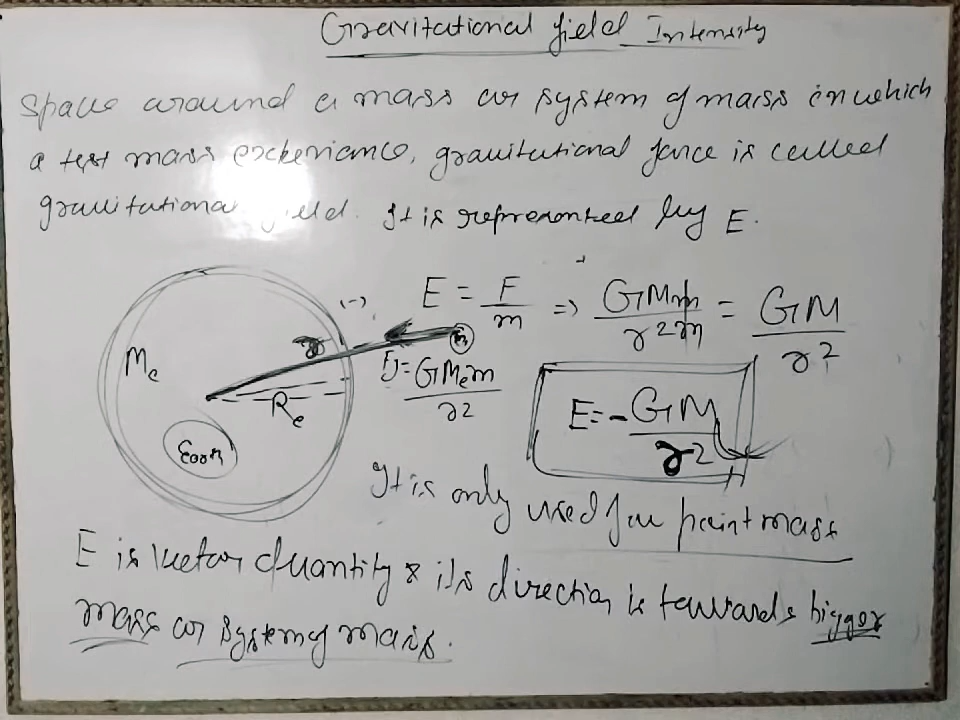 Gravitational field Intensity
Space around a mass or system of mass in which
a test mass experience, gravitational force is called
gravitational field. It is represented by E.
E = F/m => GMm/r²m = GM/r²
(-)
r
m
Me
F = GMem/r²
Re
E = -GM/r²
Earth
It is only used for point mass
E is vector quantity & its direction is towards bigger
mass or system of mass.